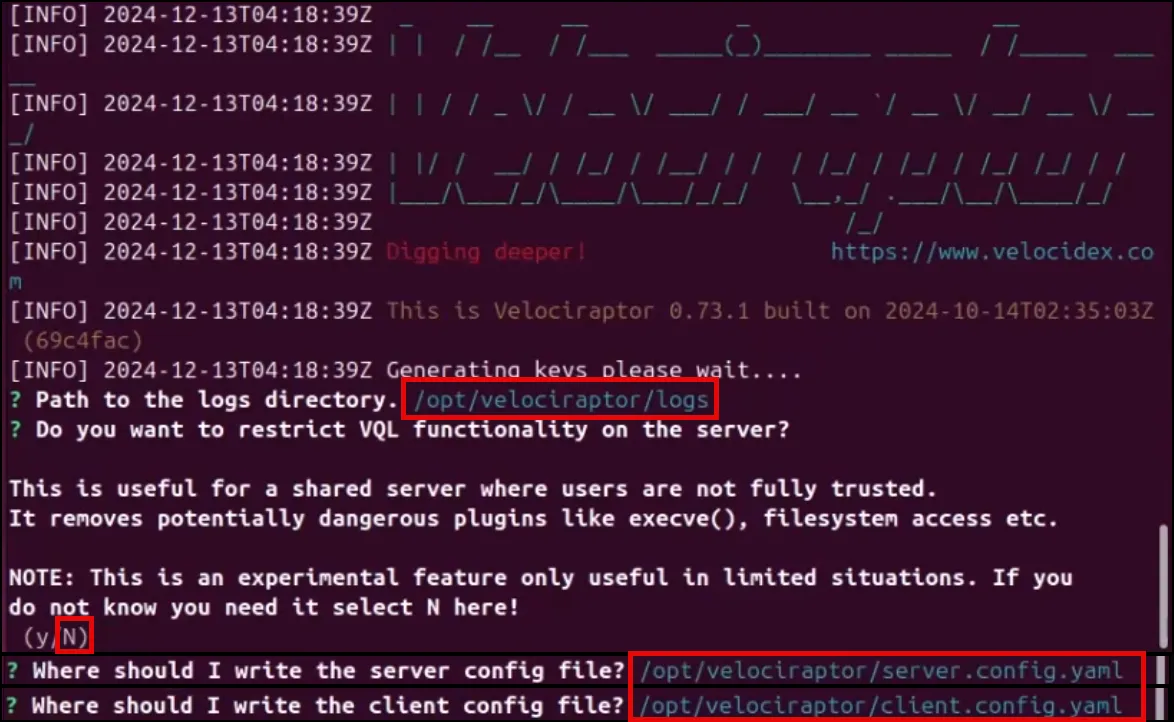 [INFO] 2024-12-13T04:18:39Z  _    __     __           _                  __
[INFO] 2024-12-13T04:18:39Z | |  / /__  / /___  _____(_)________ _____  / /_____  ___
__
[INFO] 2024-12-13T04:18:39Z | | / / _ \/ / __ \/ ___/ / ___/ __ `/ __ \/ __/ __ \/ __
_/
[INFO] 2024-12-13T04:18:39Z | |/ /  __/ / /_/ / /__/ / /  / /_/ / /_/ / /_/ /_/ / /
[INFO] 2024-12-13T04:18:39Z |___/\___/_/\____/\___/_/_/   \__,_/ .___/\__/\____/_/
[INFO] 2024-12-13T04:18:39Z                                   /_/
[INFO] 2024-12-13T04:18:39Z Digging deeper!                  https://www.velocidex.co
m
[INFO] 2024-12-13T04:18:39Z This is Velociraptor 0.73.1 built on 2024-10-14T02:35:03Z
(69c4fac)
[INFO] 2024-12-13T04:18:39Z Generating keys please wait....
? Path to the logs directory. /opt/velociraptor/logs
? Do you want to restrict VQL functionality on the server?
This is useful for a shared server where users are not fully trusted.
It removes potentially dangerous plugins like execve(), filesystem access etc.
NOTE: This is an experimental feature only useful in limited situations. If you
do not know you need it select N here!
(y/N)
? Where should I write the server config file? /opt/velociraptor/server.config.yaml
? Where should I write the client config file? /opt/velociraptor/client.config.yaml